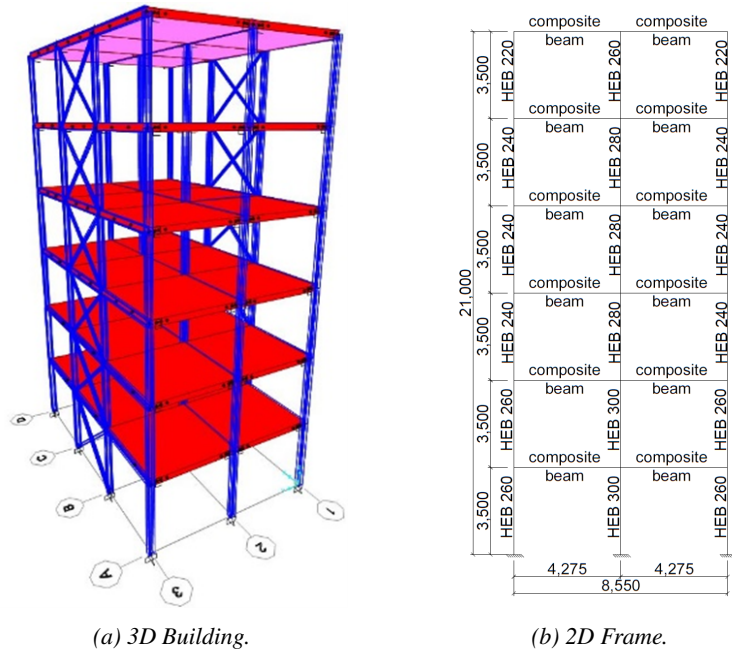 D
C
B
A
1
2
3
(a) 3D Building.
composite composite
beam beam
3,500 HEB 220 HEB 260 HEB 220
composite composite
beam beam
3,500 HEB 240 HEB 280 HEB 240
composite composite
beam beam
3,500 HEB 240 HEB 280 HEB 240
composite composite
beam beam
21,000
3,500 HEB 240 HEB 280 HEB 240
composite composite
beam beam
3,500 HEB 260 HEB 300 HEB 260
composite composite
beam beam
3,500 HEB 260 HEB 300 HEB 260
4,275 4,275
8,550
(b) 2D Frame.